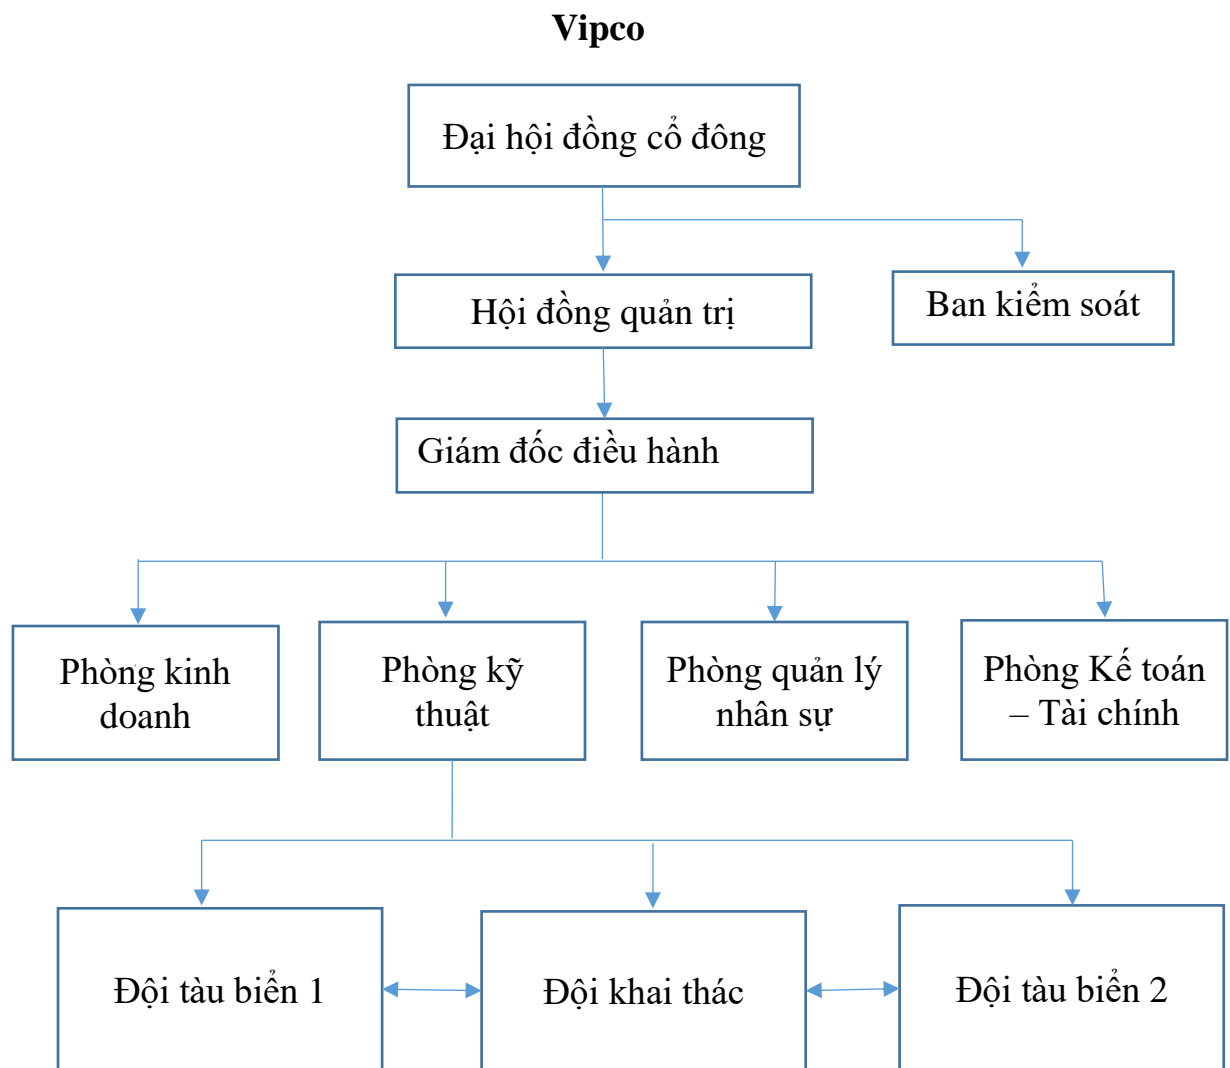 Vipco
Đại hội đồng cổ đông
Hội đồng quản trị
Ban kiểm soát
Giám đốc điều hành
Phòng kinh
doanh
Phòng kỹ
thuật
Phòng quản lý
nhân sự
Phòng Kế toán
– Tài chính
Đội tàu biển 1
Đội khai thác
Đội tàu biển 2